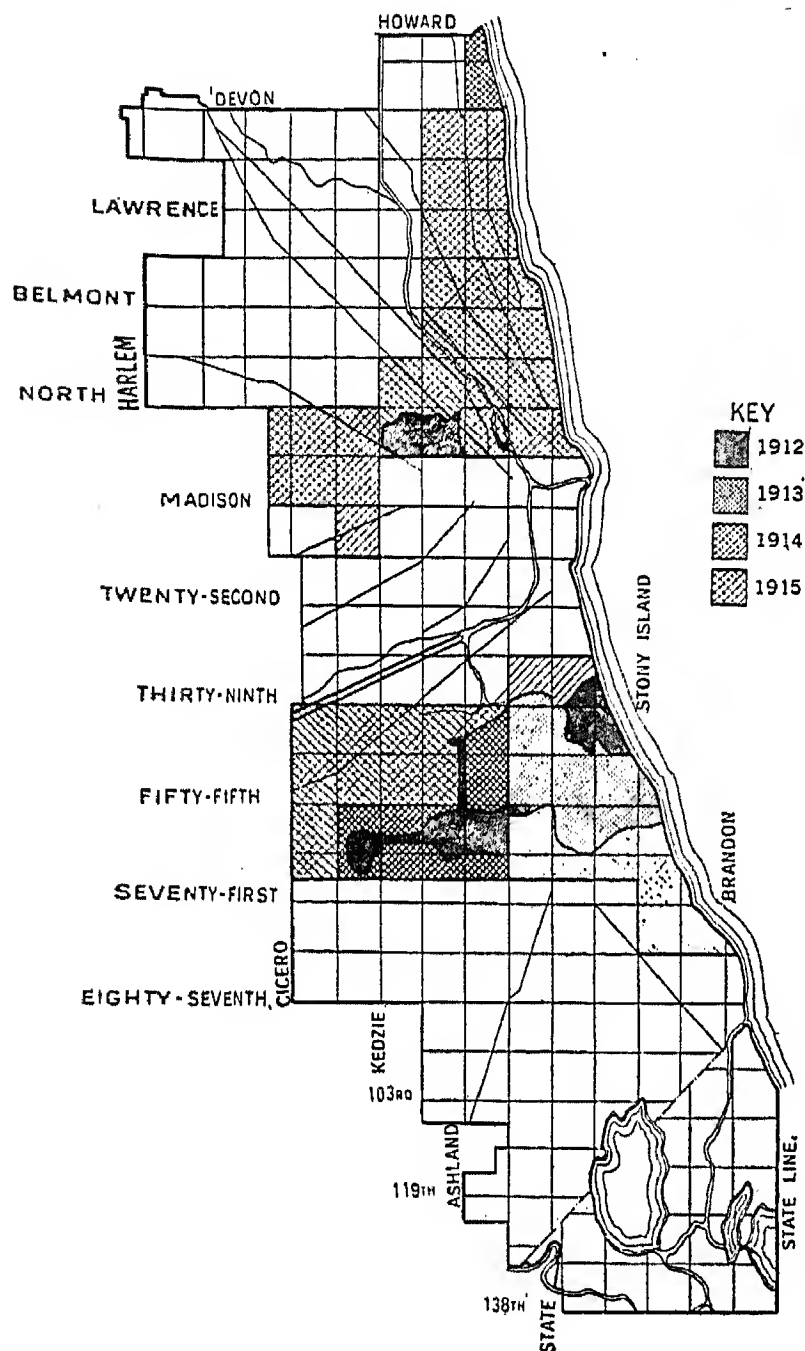 HOWARD
DEVON
LAWRENCE
BELMONT
HARLEM
NORTH
KEY
1912
1913
1914
1915
MADISON
TWENTY-SECOND
STONY ISLAND
THIRTY-NINTH
FIFTY-FIFTH
BRANDON
SEVENTY-FIRST
CICERO
EIGHTY-SEVENTH
KEDZIE
103RD
ASHLAND
119TH
STATE LINE.
138TH
STATE